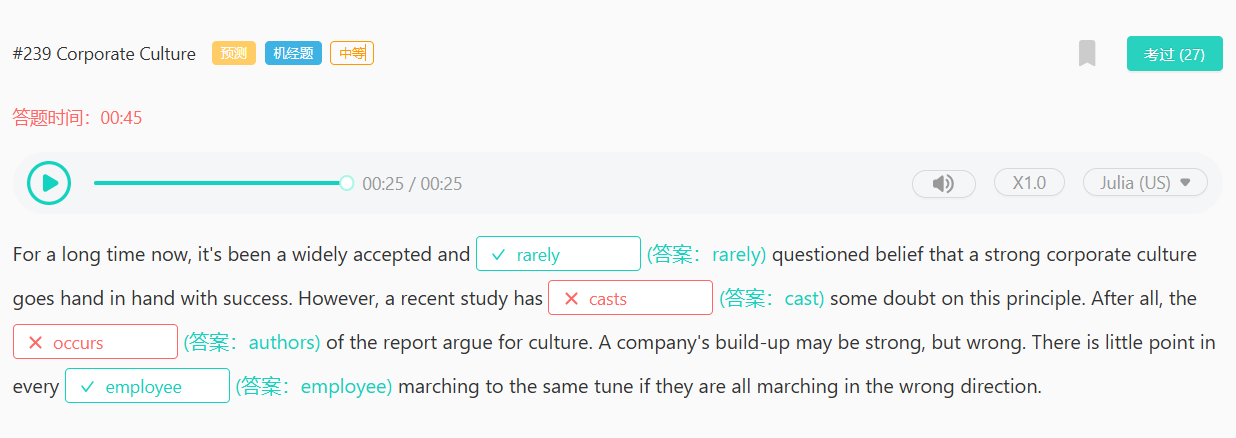 #239 Corporate Culture 预测 机经题 中等 考过 (27)
答题时间：00:45
00:25 / 00:25 X1.0 Julia (US)
For a long time now, it's been a widely accepted and rarely (答案：rarely) questioned belief that a strong corporate culture
goes hand in hand with success. However, a recent study has casts (答案：cast) some doubt on this principle. After all, the
occurs (答案：authors) of the report argue for culture. A company's build-up may be strong, but wrong. There is little point in
every employee (答案：employee) marching to the same tune if they are all marching in the wrong direction.